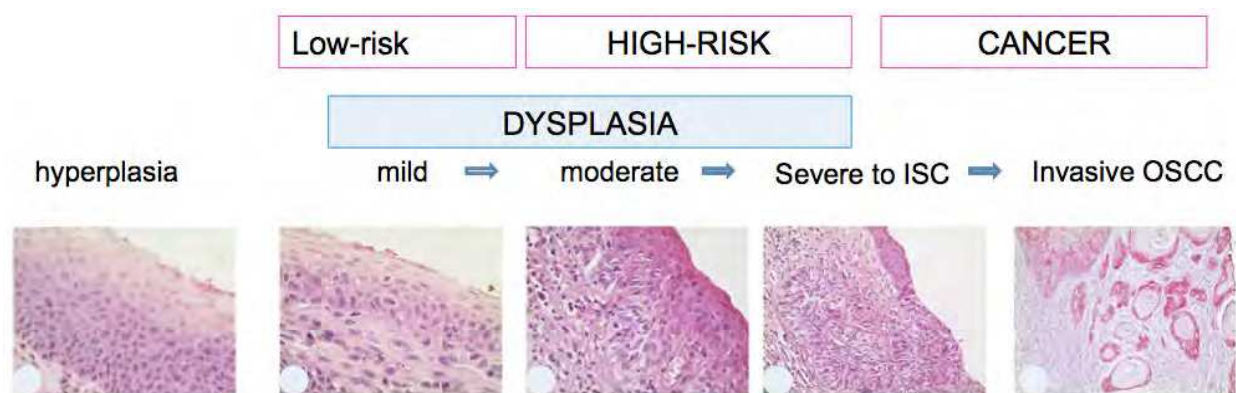 Low-risk HIGH-RISK CANCER
DYSPLASIA
hyperplasia mild moderate Severe to ISC Invasive OSCC